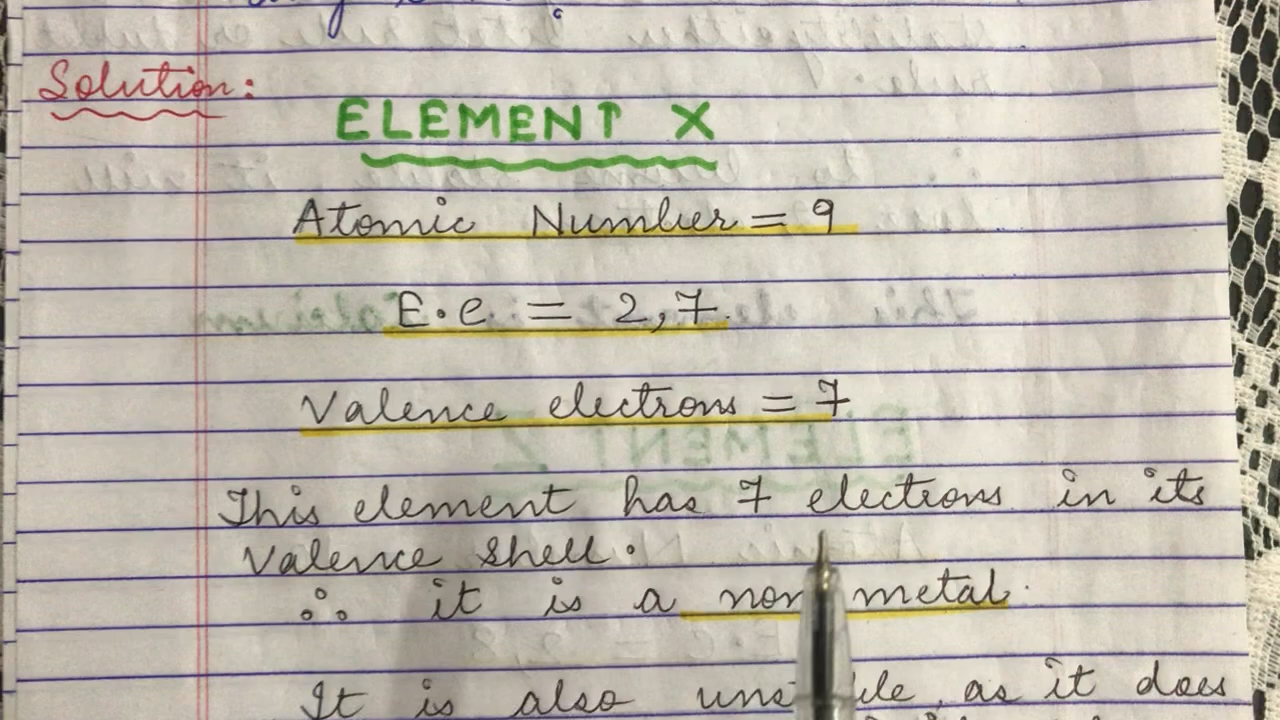 Solution:
ELEMENT X
Atomic Number = 9
E.e = 2,7.
Valence electrons = 7
This element has 7 electrons in its
valence shell.
∴ it is a non metal.
It is also as it does